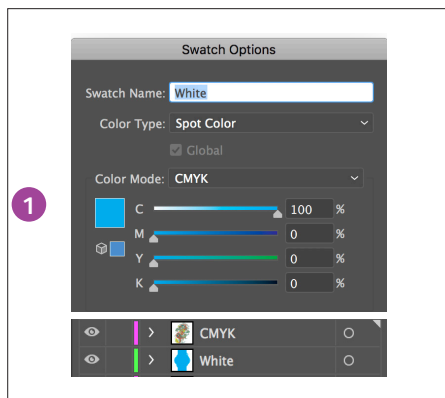 Swatch Options
Swatch Name: White
Color Type: Spot Color
Global
Color Mode: CMYK
1
C 100 %
M 0 %
Y 0 %
K 0 %
CMYK
White